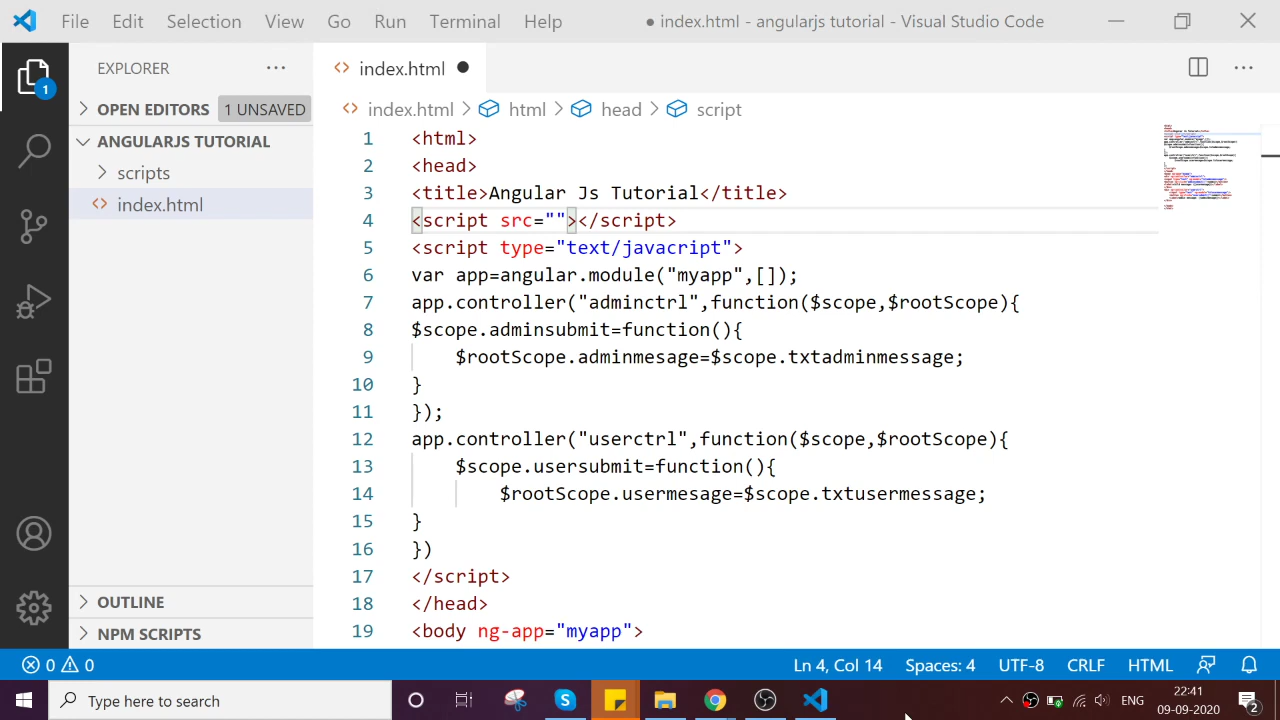 File Edit Selection View Go Run Terminal Help ● index.html - angularjs tutorial - Visual Studio Code
EXPLORER ···
<> index.html ●
OPEN EDITORS 1 UNSAVED
<> index.html > html > head > script
ANGULARJS TUTORIAL
scripts
<> index.html
1 <html>
2 <head>
3 <title>Angular Js Tutorial</title>
4 <script src=""></script>
5 <script type="text/javacript">
6 var app=angular.module("myapp",[]);
7 app.controller("adminctrl",function($scope,$rootScope){
8 $scope.adminsubmit=function(){
9 $rootScope.adminmesage=$scope.txtadminmessage;
10 }
11 });
12 app.controller("userctrl",function($scope,$rootScope){
13 $scope.usersubmit=function(){
14 $rootScope.usermesage=$scope.txtusermessage;
15 }
16 })
17 </script>
18 </head>
19 <body ng-app="myapp">
1
OUTLINE
NPM SCRIPTS
0 0 Ln 4, Col 14 Spaces: 4 UTF-8 CRLF HTML
Type here to search
ENG
22:41
09-09-2020
2